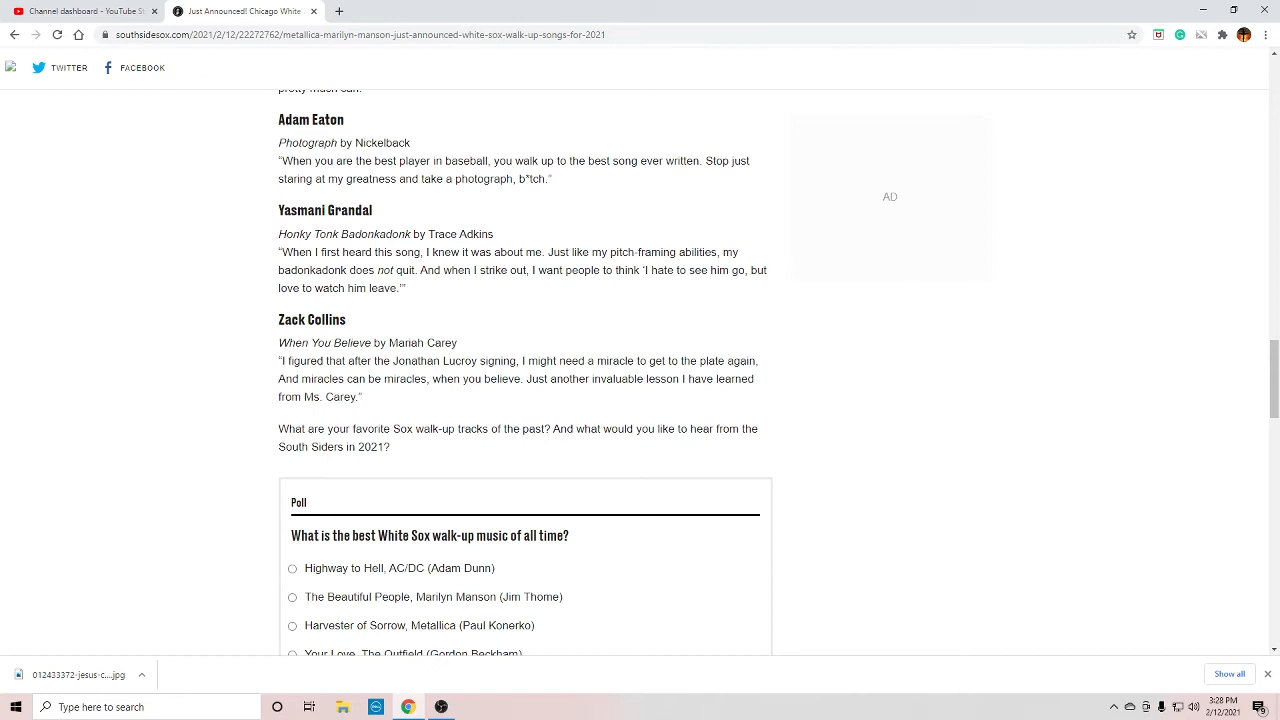 Channel dashboard - YouTube St
Just Announced! Chicago White
southsidesox.com/2021/2/12/22272762/metallica-marilyn-manson-just-announced-white-sox-walk-up-songs-for-2021
TWITTER
FACEBOOK
pretty much can.
Adam Eaton
Photograph by Nickelback
“When you are the best player in baseball, you walk up to the best song ever written. Stop just
staring at my greatness and take a photograph, b*tch.”
AD
Yasmani Grandal
Honky Tonk Badonkadonk by Trace Adkins
“When I first heard this song, I knew it was about me. Just like my pitch-framing abilities, my
badonkadonk does not quit. And when I strike out, I want people to think ‘I hate to see him go, but
love to watch him leave.’”
Zack Collins
When You Believe by Mariah Carey
“I figured that after the Jonathan Lucroy signing, I might need a miracle to get to the plate again,
And miracles can be miracles, when you believe. Just another invaluable lesson I have learned
from Ms. Carey.”
What are your favorite Sox walk-up tracks of the past? And what would you like to hear from the
South Siders in 2021?
Poll
What is the best White Sox walk-up music of all time?
Highway to Hell, AC/DC (Adam Dunn)
The Beautiful People, Marilyn Manson (Jim Thome)
Harvester of Sorrow, Metallica (Paul Konerko)
Your Love, The Outfield (Gordon Beckham)
012433372-jesus-c....jpg
Show all
Type here to search
3:28 PM
2/12/2021